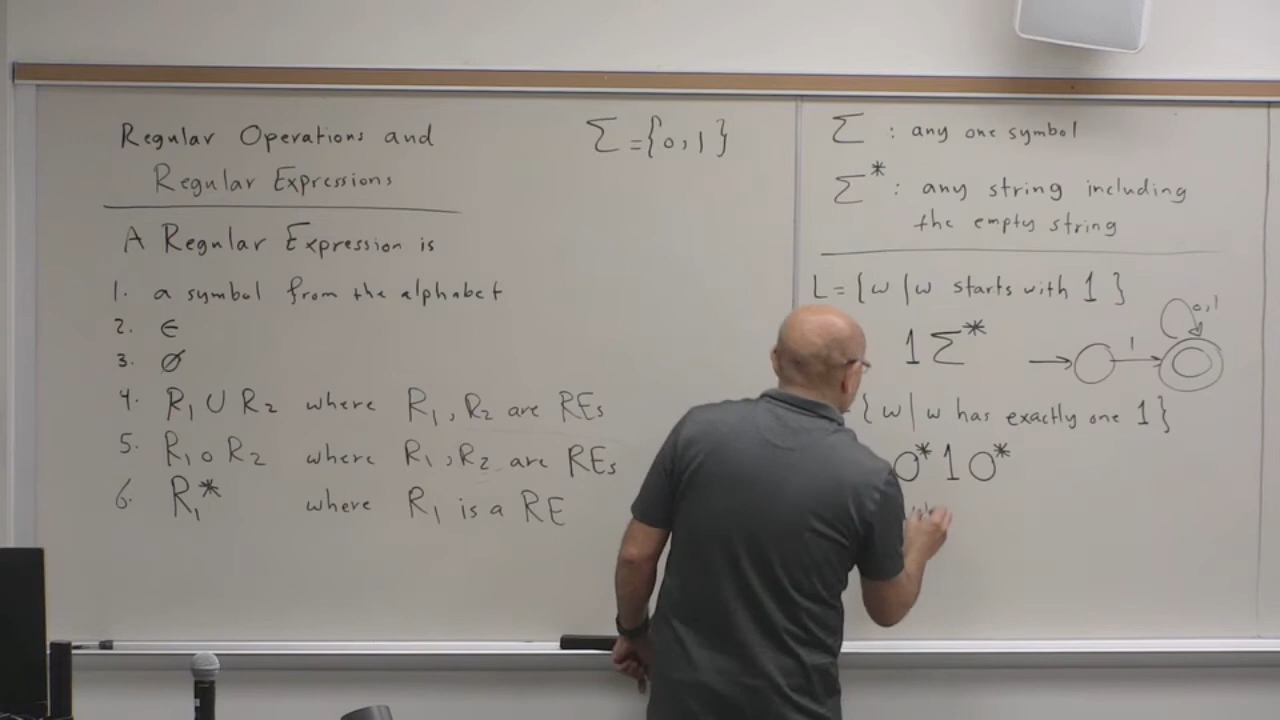 Regular Operations and
Regular Expressions
Σ={0,1}
A Regular Expression is
1. a symbol from the alphabet
2. ∈
3. Ø
4. R₁ ∪ R₂ where R₁, R₂ are REs
5. R₁ ∘ R₂ where R₁, R₂ are REs
6. R₁* where R₁ is a RE
Σ : any one symbol
Σ*: any string including
the empty string
L = {w | w starts with 1}
1Σ*
1
0,1
{w | w has exactly one 1}
0*10*